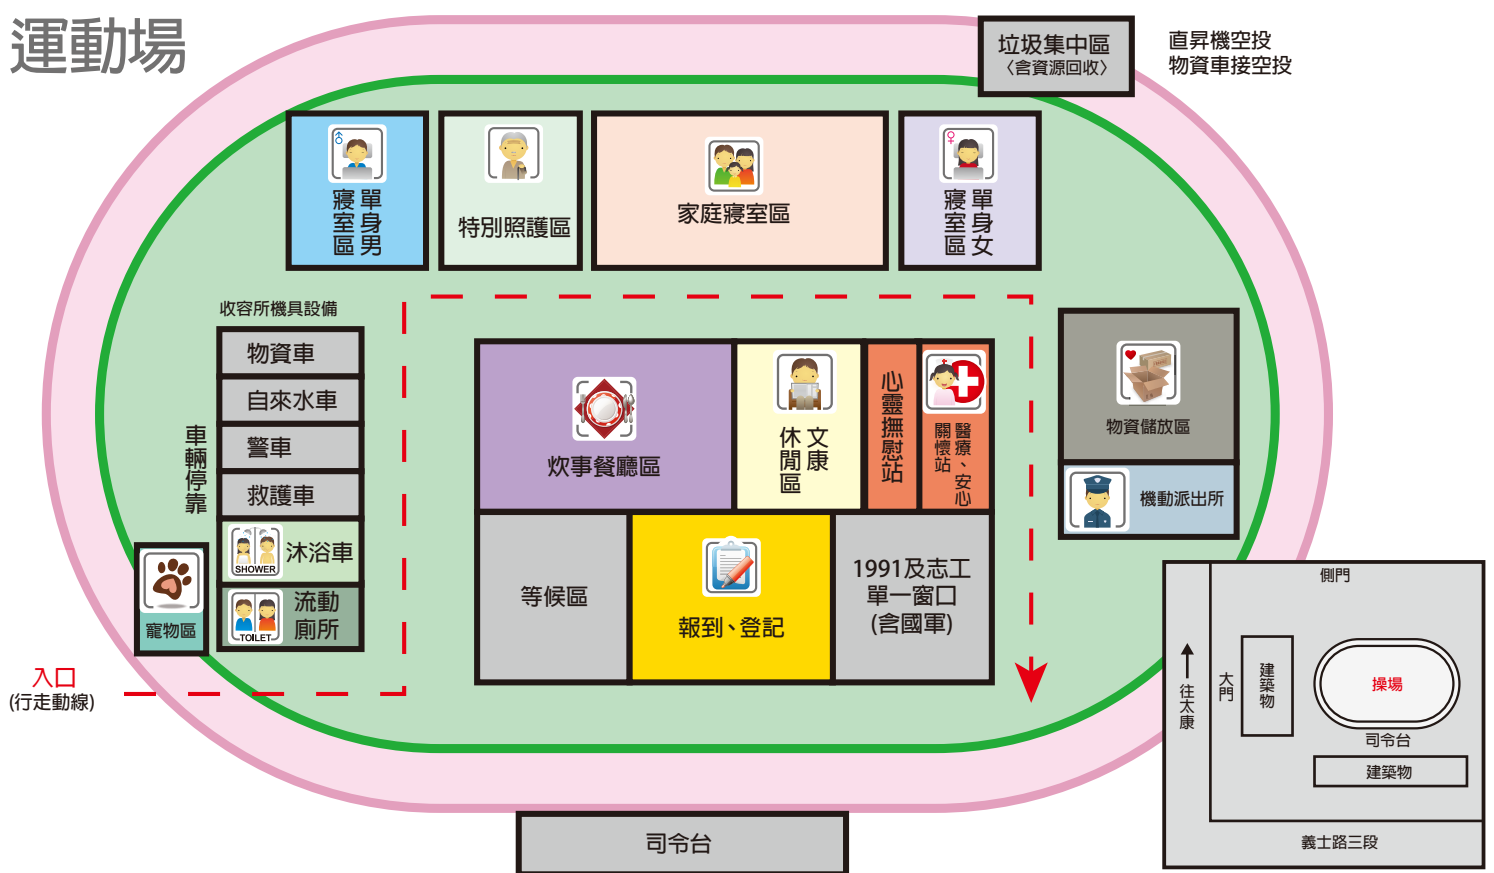 運動場
垃圾集中區
〈含資源回收〉
直昇機空投
物資車接空投
單身男
寢室區
特別照護區
家庭寢室區
單身女
寢室區
收容所機具設備
物資車
自來水車
警車
救護車
SHOWER
沐浴車
TOILET
流動
廁所
車輛停靠
寵物區
入口
(行走動線)
炊事餐廳區
文康
休閒區
心靈撫慰站
醫療、安心
關懷站
等候區
報到、登記
1991及志工
單一窗口
(含國軍)
物資儲放區
機動派出所
司令台
側門
往太康
大門
建築物
操場
司令台
建築物
義士路三段